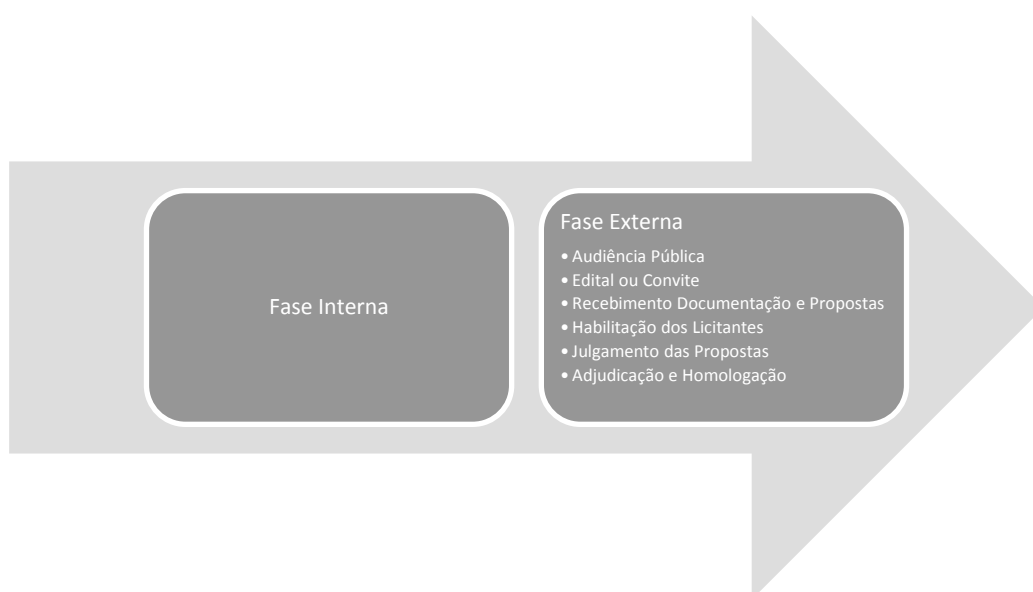 Fase Interna
Fase Externa
• Audiência Pública
• Edital ou Convite
• Recebimento Documentação e Propostas
• Habilitação dos Licitantes
• Julgamento das Propostas
• Adjudicação e Homologação